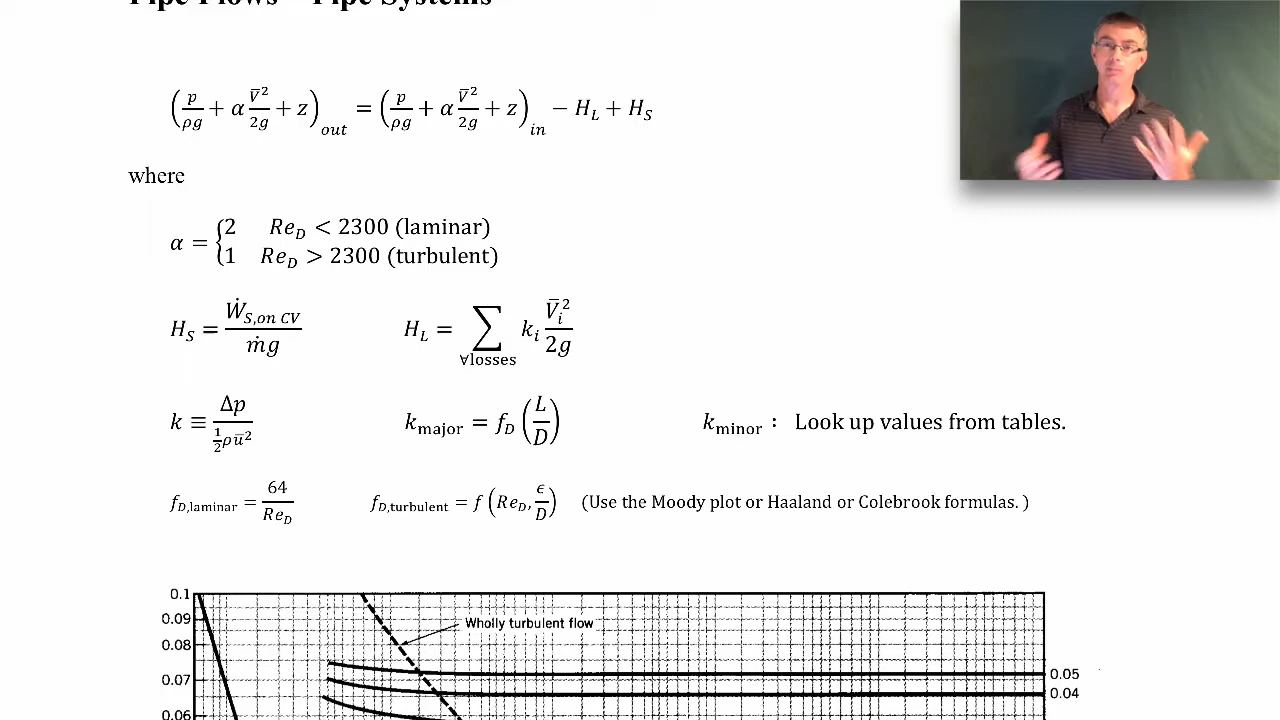 Pipe Flows – Pipe Systems
(p/ρg + α V̄²/2g + z)_out = (p/ρg + α V̄²/2g + z)_in − H_L + H_S
where
α = {2 Re_D < 2300 (laminar)
1 Re_D > 2300 (turbulent)
H_S = Ẇ_S,on CV / ṁg H_L = ∑_∀losses k_i V̄_i²/2g
k ≡ Δp / ½ρū² k_major = f_D (L/D) k_minor : Look up values from tables.
f_D,laminar = 64/Re_D f_D,turbulent = f (Re_D, ϵ/D) (Use the Moody plot or Haaland or Colebrook formulas. )
0.1
0.09
Wholly turbulent flow
0.08
0.07
0.05
0.04
0.06